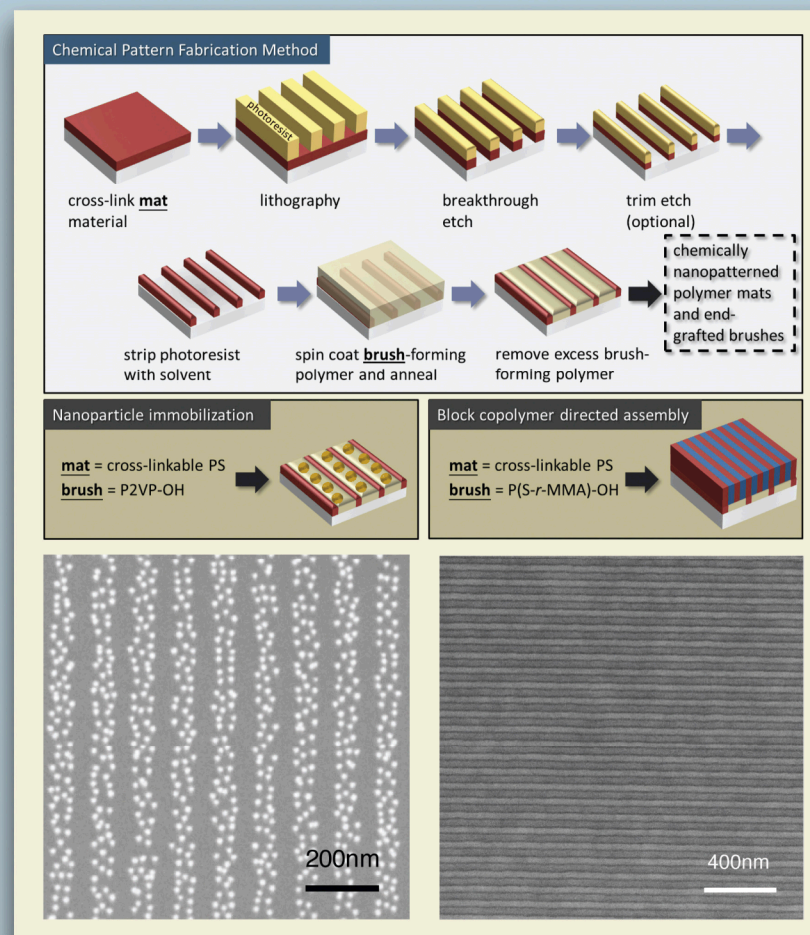 Chemical Pattern Fabrication Method
photoresist
cross-link mat
material
lithography
breakthrough
etch
trim etch
(optional)
strip photoresist
with solvent
spin coat brush-forming
polymer and anneal
remove excess brush-
forming polymer
chemically
nanopatterned
polymer mats
and end-
grafted brushes
Nanoparticle immobilization
mat = cross-linkable PS
brush = P2VP-OH
Block copolymer directed assembly
mat = cross-linkable PS
brush = P(S-r-MMA)-OH
200nm
400nm